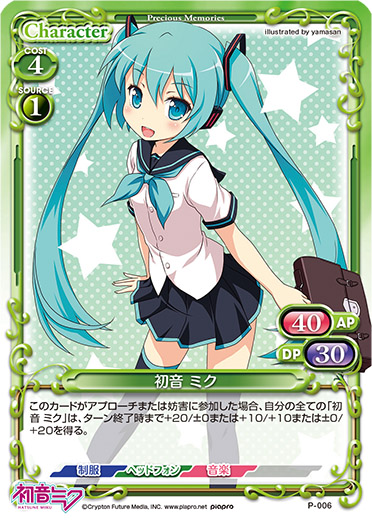 Precious Memories
Character
illustrated by yamasan
COST
4
SOURCE
1
40 AP
DP 30
初音 ミク
このカードがアプローチまたは妨害に参加した場合、自分の全ての「初
音 ミク」は、ターン終了時まで+20/±0または+10/+10または±0/
+20を得る。
制服 ヘッドフォン 音楽
初音ミク
HATSUNE MIKU
©Crypton Future Media, INC. www.piapro.net piapro
P-006